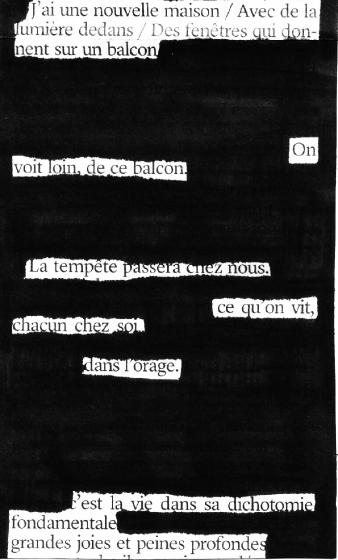 J'ai une nouvelle maison / Avec de la
lumière dedans / Des fenêtres qui don-
nent sur un balcon
On
voit loin, de ce balcon.
La tempête passera chez nous.
ce qu'on vit,
chacun chez soi
dans l'orage.
c'est la vie dans sa dichotomie
fondamentale
grandes joies et peines profondes